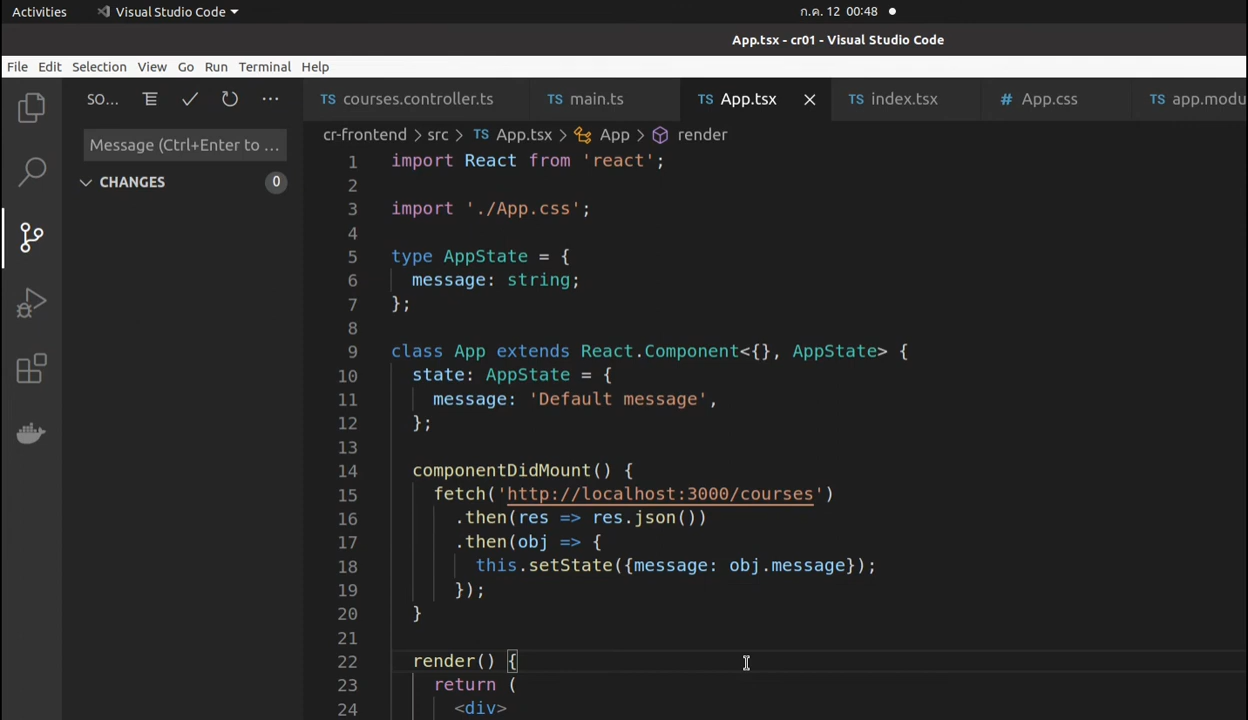 Activities Visual Studio Code ก.ค. 12 00:48
App.tsx - cr01 - Visual Studio Code
File Edit Selection View Go Run Terminal Help
SO... courses.controller.ts main.ts App.tsx index.tsx App.css app.modu
cr-frontend > src > App.tsx > App > render
Message (Ctrl+Enter to ...
CHANGES 0
1 import React from 'react';
2
3 import './App.css';
4
5 type AppState = {
6 message: string;
7 };
8
9 class App extends React.Component<{}, AppState> {
10 state: AppState = {
11 message: 'Default message',
12 };
13
14 componentDidMount() {
15 fetch('http://localhost:3000/courses')
16 .then(res => res.json())
17 .then(obj => {
18 this.setState({message: obj.message});
19 });
20 }
21
22 render() {
23 return (
24 <div>